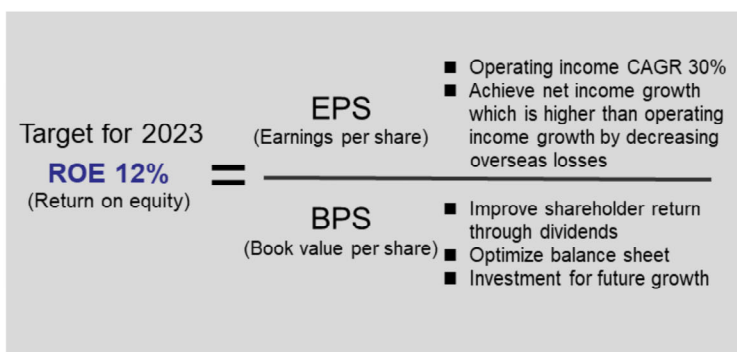 Target for 2023
ROE 12%
(Return on equity)
=
EPS
(Earnings per share)
■ Operating income CAGR 30%
■ Achieve net income growth
which is higher than operating
income growth by decreasing
overseas losses
BPS
(Book value per share)
■ Improve shareholder return
through dividends
■ Optimize balance sheet
■ Investment for future growth